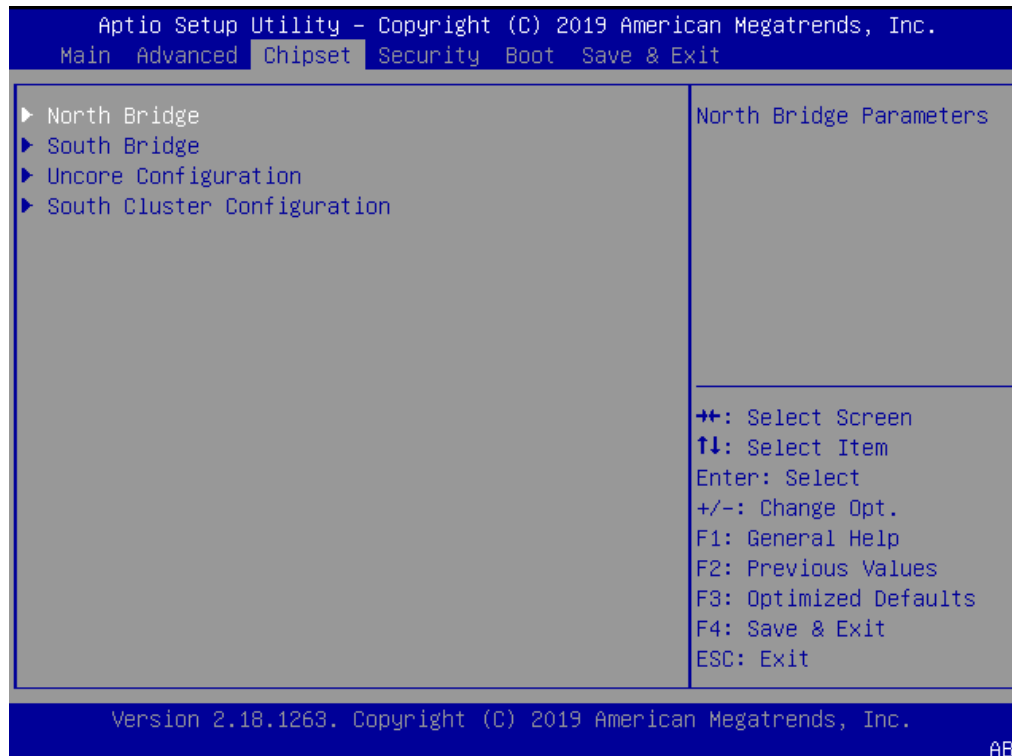 Aptio Setup Utility – Copyright (C) 2019 American Megatrends, Inc.
Main Advanced Chipset Security Boot Save & Exit
North Bridge
South Bridge
Uncore Configuration
South Cluster Configuration
North Bridge Parameters
→←: Select Screen
↑↓: Select Item
Enter: Select
+/-: Change Opt.
F1: General Help
F2: Previous Values
F3: Optimized Defaults
F4: Save & Exit
ESC: Exit
Version 2.18.1263. Copyright (C) 2019 American Megatrends, Inc.